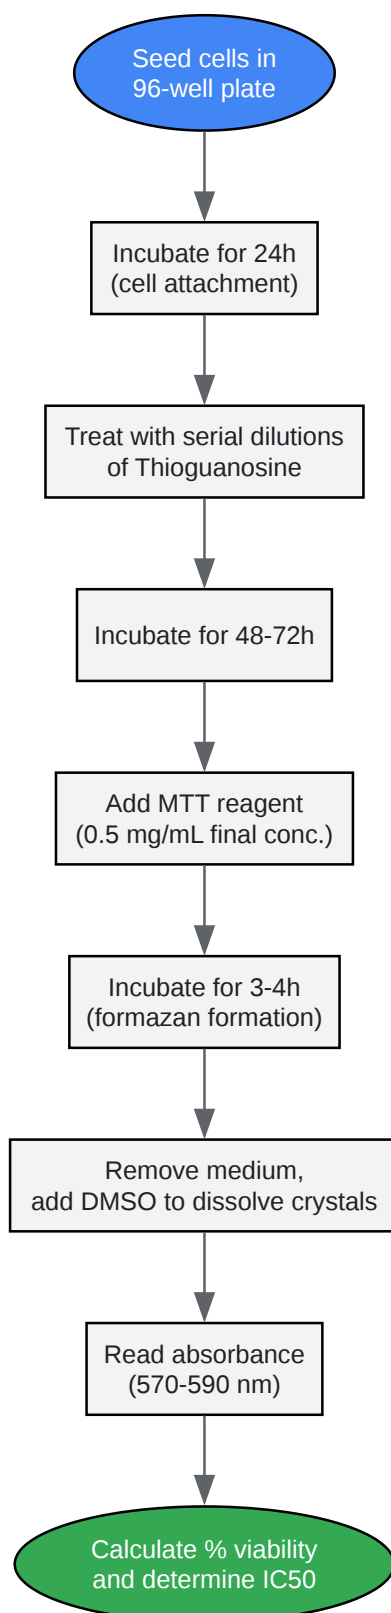 Seed cells in
96-well plate
Incubate for 24h
(cell attachment)
Treat with serial dilutions
of Thioguanosine
Incubate for 48-72h
Add MTT reagent
(0.5 mg/mL final conc.)
Incubate for 3-4h
(formazan formation)
Remove medium,
add DMSO to dissolve crystals
Read absorbance
(570-590 nm)
Calculate % viability
and determine IC50